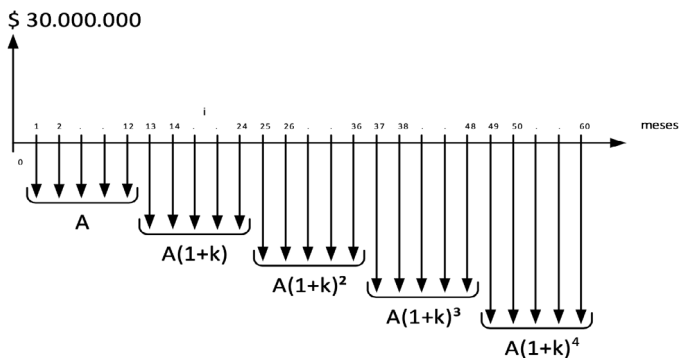 $ 30.000.000
i
1 2 . . 12 13 14 . . 24 25 26 . . 36 37 38 . . 48 49 50 . . 60 meses
0
A
A(1+k)
A(1+k)²
A(1+k)³
A(1+k)⁴